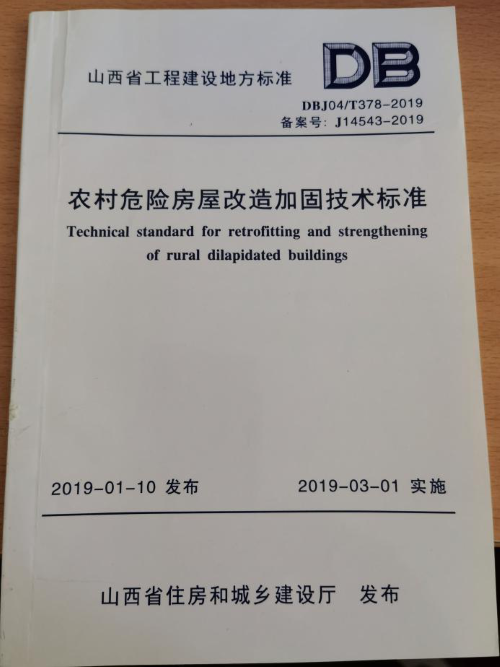 山西省工程建设地方标准
DB
DBJ04/T378-2019
备案号: J14543-2019
农村危险房屋改造加固技术标准
Technical standard for retrofitting and strengthening
of rural dilapidated buildings
2019-01-10 发布 2019-03-01 实施
山西省住房和城乡建设厅 发布